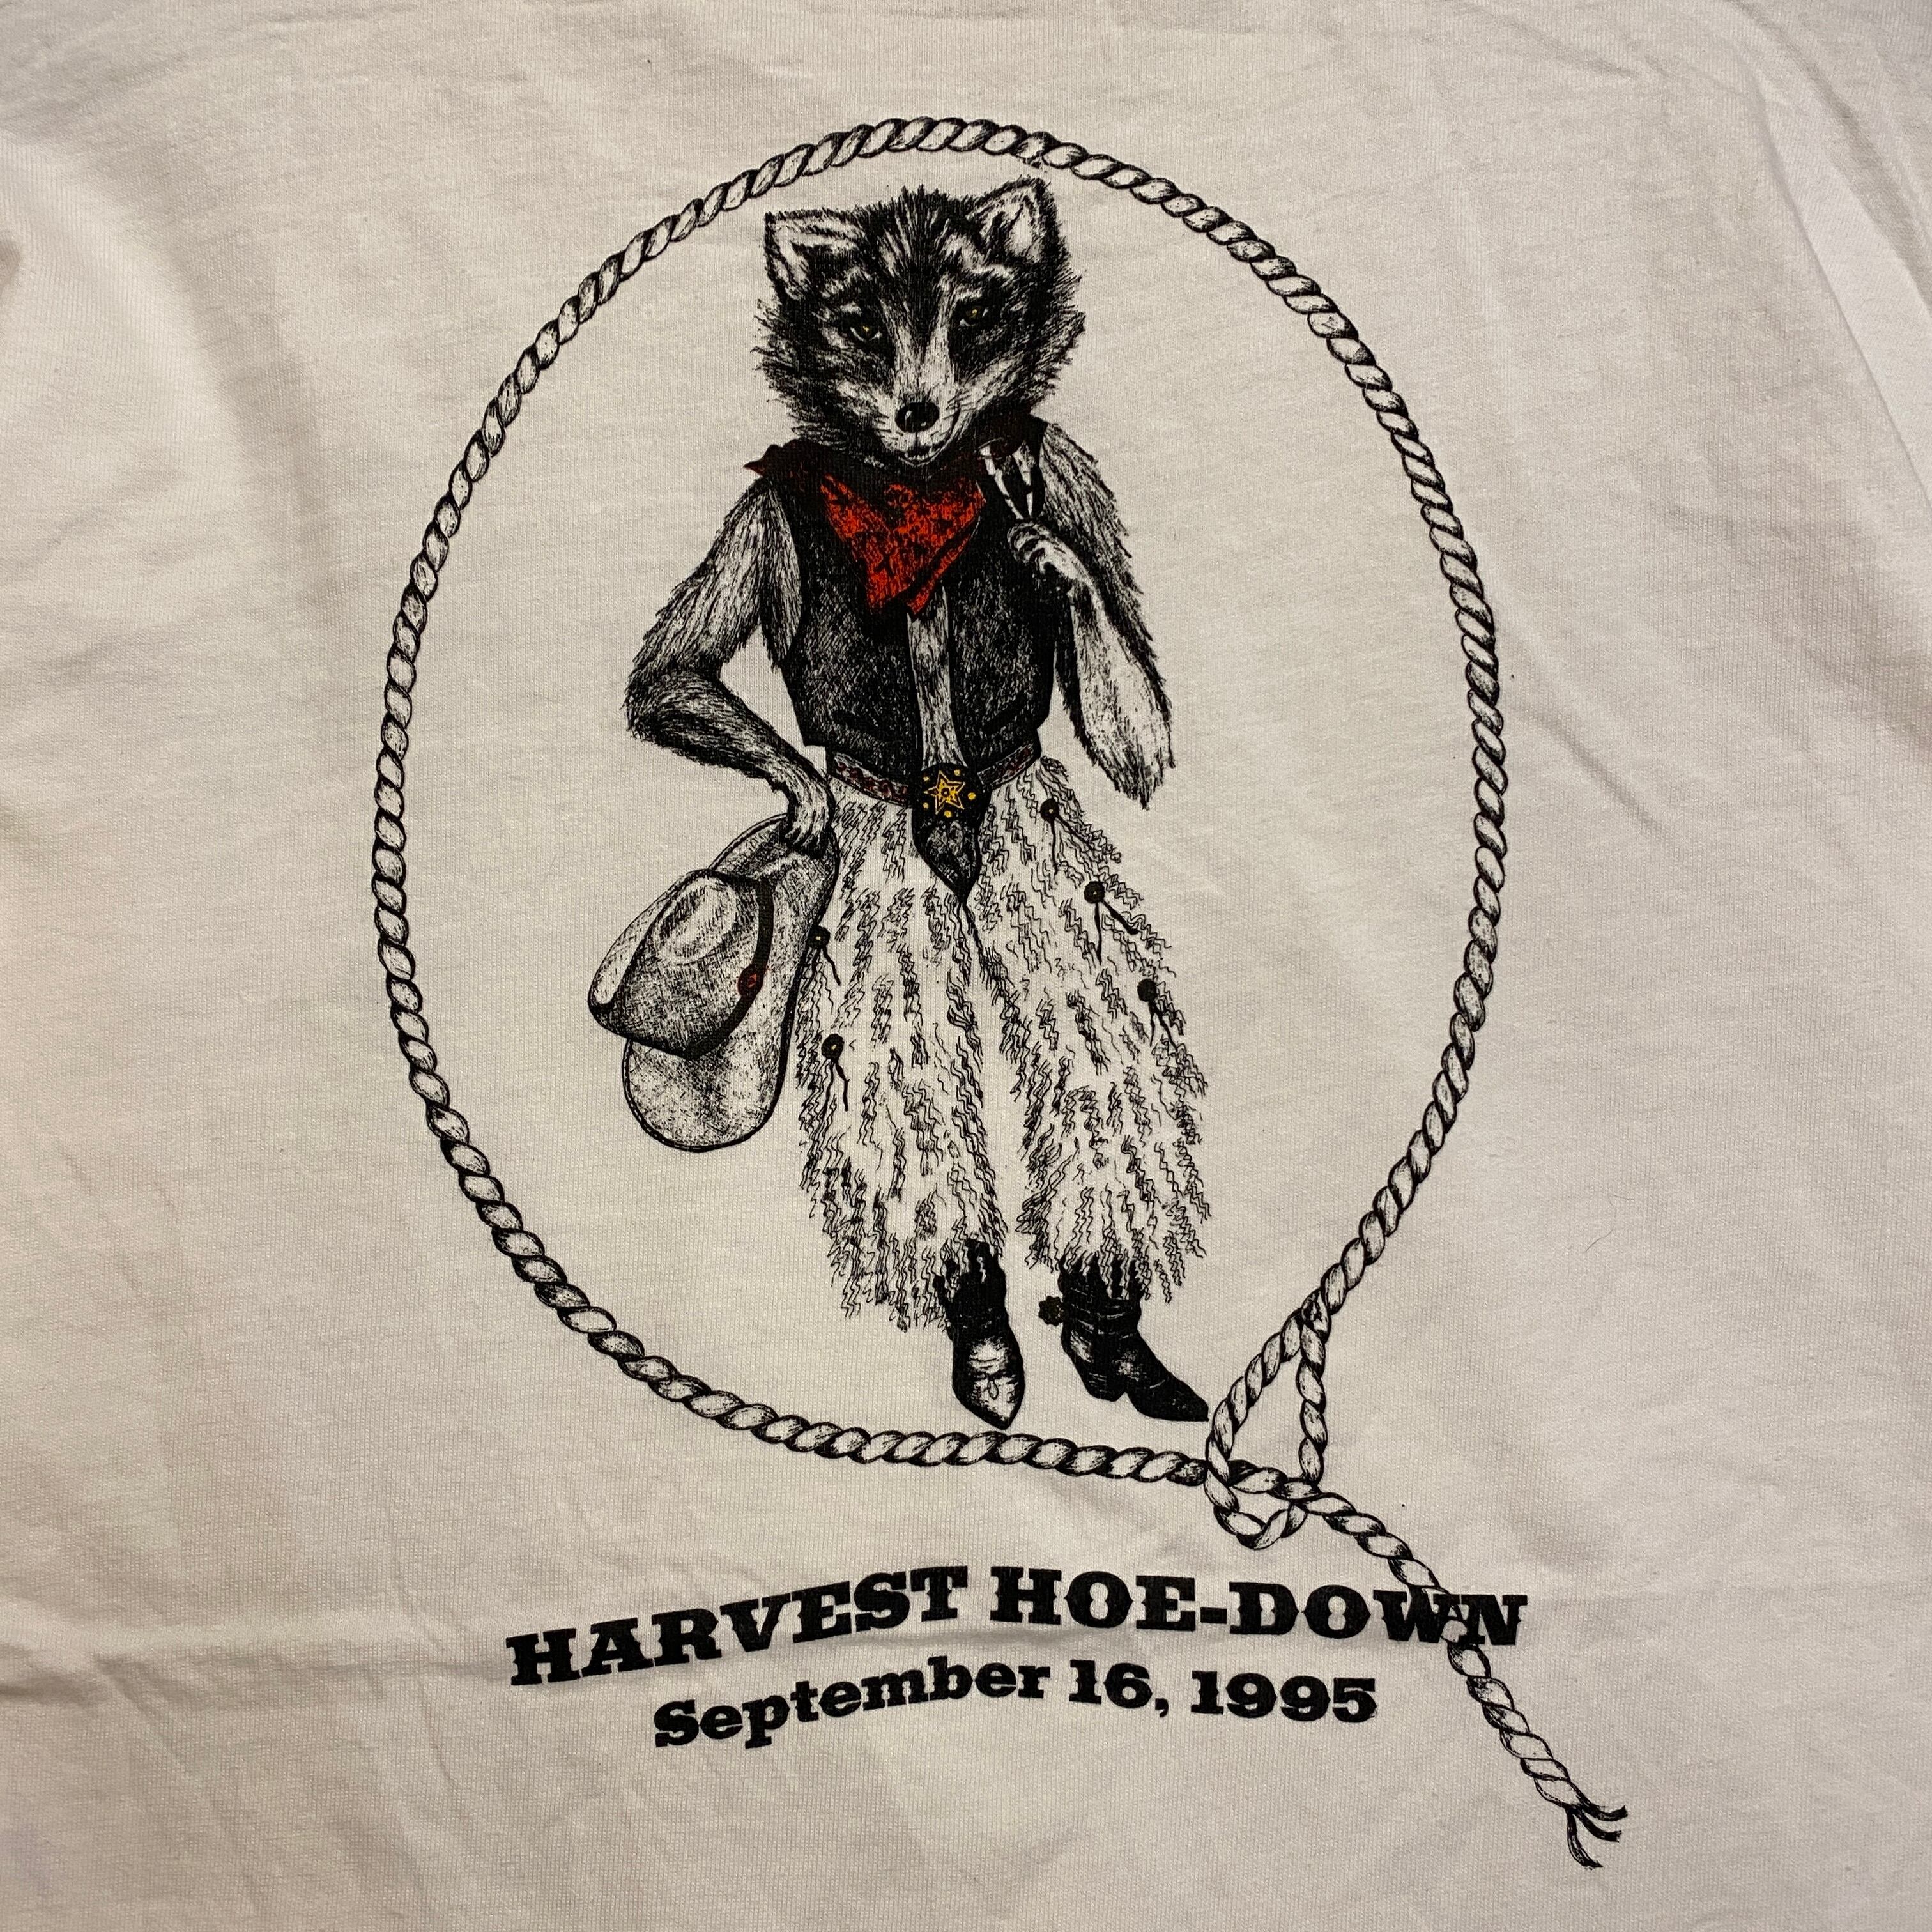 HARVEST HOE-DOWN
September 16, 1995